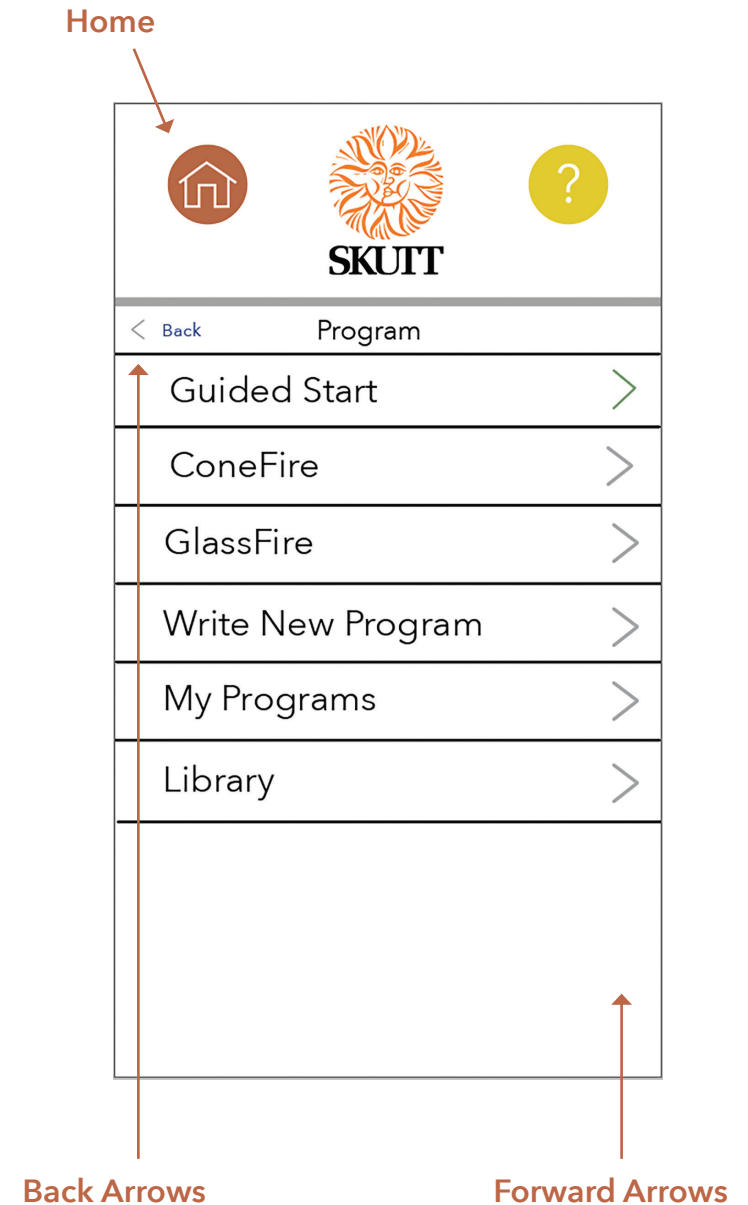 Home
?
SKUTT
Back Program
Guided Start
ConeFire
GlassFire
Write New Program
My Programs
Library
Back Arrows Forward Arrows